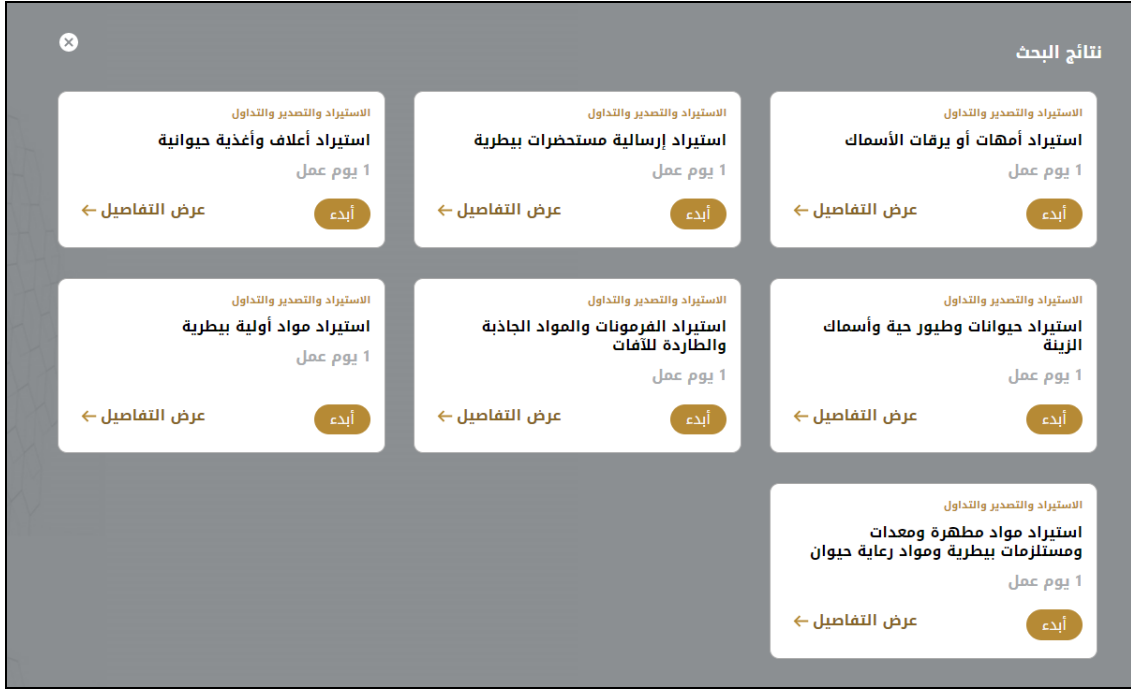 نتائج البحث
الاستيراد والتصدير والتداول
استيراد أمهات أو يرقات الأسماك
1 يوم عمل
أبدء
عرض التفاصيل
الاستيراد والتصدير والتداول
استيراد إرسالية مستحضرات بيطرية
1 يوم عمل
أبدء
عرض التفاصيل
الاستيراد والتصدير والتداول
استيراد أعلاف وأغذية حيوانية
1 يوم عمل
أبدء
عرض التفاصيل
الاستيراد والتصدير والتداول
استيراد حيوانات وطيور حية وأسماك
الزينة
1 يوم عمل
أبدء
عرض التفاصيل
الاستيراد والتصدير والتداول
استيراد الفرمونات والمواد الجاذبة
والطاردة للآفات
1 يوم عمل
أبدء
عرض التفاصيل
الاستيراد والتصدير والتداول
استيراد مواد أولية بيطرية
1 يوم عمل
أبدء
عرض التفاصيل
الاستيراد والتصدير والتداول
استيراد مواد مطهرة ومعدات
ومستلزمات بيطرية ومواد رعاية حيوان
1 يوم عمل
أبدء
عرض التفاصيل